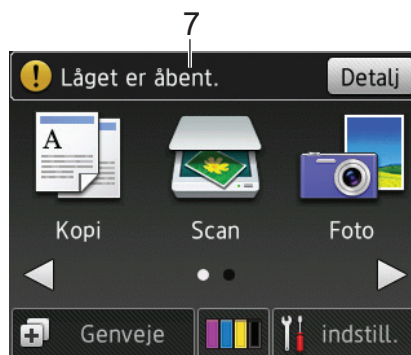 7
Låget er åbent. Detalj
A
Kopi Scan Foto
Genveje indstill.